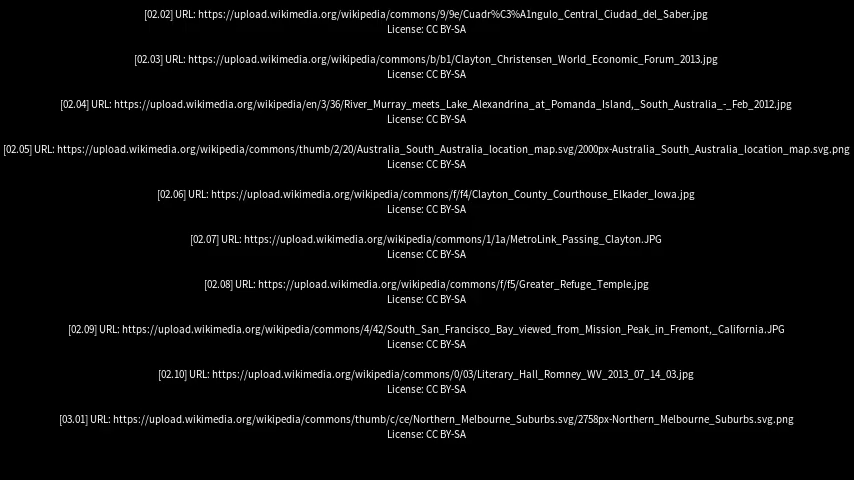 [02.02] URL: https://upload.wikimedia.org/wikipedia/commons/9/9e/Cuadr%C3%A1ngulo_Central_Ciudad_del_Saber.jpg
License: CC BY-SA
[02.03] URL: https://upload.wikimedia.org/wikipedia/commons/b/b1/Clayton_Christensen_World_Economic_Forum_2013.jpg
License: CC BY-SA
[02.04] URL: https://upload.wikimedia.org/wikipedia/en/3/36/River_Murray_meets_Lake_Alexandrina_at_Pomanda_Island,_South_Australia_-_Feb_2012.jpg
License: CC BY-SA
[02.05] URL: https://upload.wikimedia.org/wikipedia/commons/thumb/2/20/Australia_South_Australia_location_map.svg/2000px-Australia_South_Australia_location_map.svg.png
License: CC BY-SA
[02.06] URL: https://upload.wikimedia.org/wikipedia/commons/f/f4/Clayton_County_Courthouse_Elkader_Iowa.jpg
License: CC BY-SA
[02.07] URL: https://upload.wikimedia.org/wikipedia/commons/1/1a/MetroLink_Passing_Clayton.JPG
License: CC BY-SA
[02.08] URL: https://upload.wikimedia.org/wikipedia/commons/f/f5/Greater_Refuge_Temple.jpg
License: CC BY-SA
[02.09] URL: https://upload.wikimedia.org/wikipedia/commons/4/42/South_San_Francisco_Bay_viewed_from_Mission_Peak_in_Fremont,_California.JPG
License: CC BY-SA
[02.10] URL: https://upload.wikimedia.org/wikipedia/commons/0/03/Literary_Hall_Romney_WV_2013_07_14_03.jpg
License: CC BY-SA
[03.01] URL: https://upload.wikimedia.org/wikipedia/commons/thumb/c/ce/Northern_Melbourne_Suburbs.svg/2758px-Northern_Melbourne_Suburbs.svg.png
License: CC BY-SA